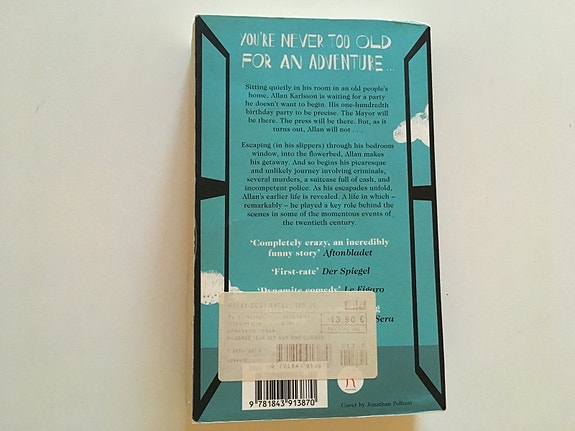 YOU'RE NEVER TOO OLD
FOR AN ADVENTURE...
Sitting quietly in his room in an old people's
home, Allan Karlsson is waiting for a party
he doesn't want to begin. His one-hundredth
birthday party to be precise. The Mayor will
be there. The press will be there. But, as it
turns out, Allan will not . . . .
Escaping (in his slippers) through his bedroom
window, into the flowerbed, Allan makes
his getaway. And so begins his picaresque
and unlikely journey involving criminals,
several murders, a suitcase full of cash, and
incompetent police. As his escapades unfold,
Allan's earlier life is revealed. A life in which –
remarkably – he played a key role behind the
scenes in some of the momentous events of
the twentieth century.
'Completely crazy, an incredibly
funny story' Aftonbladet
'First-rate' Der Spiegel
'Dynamite comedy' Le Figaro
Sera
13,90 €
9 781843 913870
9 781843 913870
Cover by Jonathan Pelham